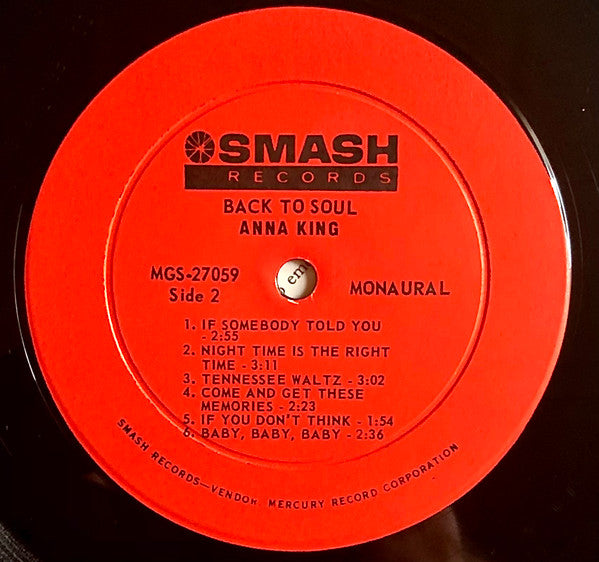 SMASH
RECORDS
BACK TO SOUL
ANNA KING
MGS-27059
Side 2
em
MONAURAL
1. IF SOMEBODY TOLD YOU
- 2:55
2. NIGHT TIME IS THE RIGHT
TIME - 3:11
3. TENNESSEE WALTZ - 3:02
4. COME AND GET THESE
MEMORIES - 2:23
5. IF YOU DON'T THINK - 1:54
6. BABY, BABY, BABY - 2:36
SMASH RECORDS—VENDOR, MERCURY RECORD CORPORATION